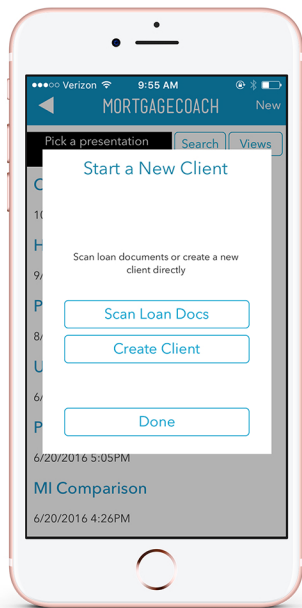 Verizon 9:55 AM
MORTGAGECOACH New
Pick a presentation Search Views
Start a New Client
Scan loan documents or create a new
client directly
Scan Loan Docs
Create Client
Done
6/20/2016 5:05PM
MI Comparison
6/20/2016 4:26PM